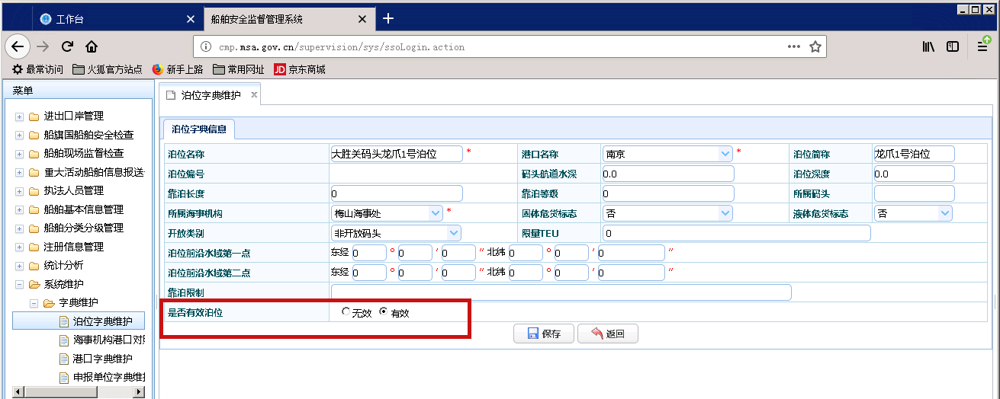 工作台
船舶安全监督管理系统
cmp.msa.gov.cn/supervision/sys/ssoLogin.action
最常访问 火狐官方站点 新手上路 常用网址 JD 京东商城
菜单
进出口岸管理
船旗国船舶安全检查
船舶现场监督检查
重大活动船舶信息报送
执法人员管理
船舶基本信息管理
船舶分类分级管理
注册信息管理
统计分析
系统维护
字典维护
泊位字典维护
海事机构港口对照
港口字典维护
申报单位字典维护
泊位字典维护
泊位字典信息
泊位名称 大胜关码头龙爪1号泊位 * 港口名称 南京 * 泊位简称 龙爪1号泊位
泊位编号 码头航道水深 0.0 泊位深度 0.0
靠泊长度 0 靠泊等级 0 所属码头
所属海事机构 梅山海事处 * 固体危货标志 否 液体危货标志 否
开放类别 非开放码头 限量TEU 0
泊位前沿水域第一点 东经 0 ° 0 ′ 0 ″ 北纬 0 ° 0 ′ 0 ″
泊位前沿水域第二点 东经 0 ° 0 ′ 0 ″ 北纬 0 ° 0 ′ 0 ″
靠泊限制
是否有效泊位 无效 有效
保存 返回